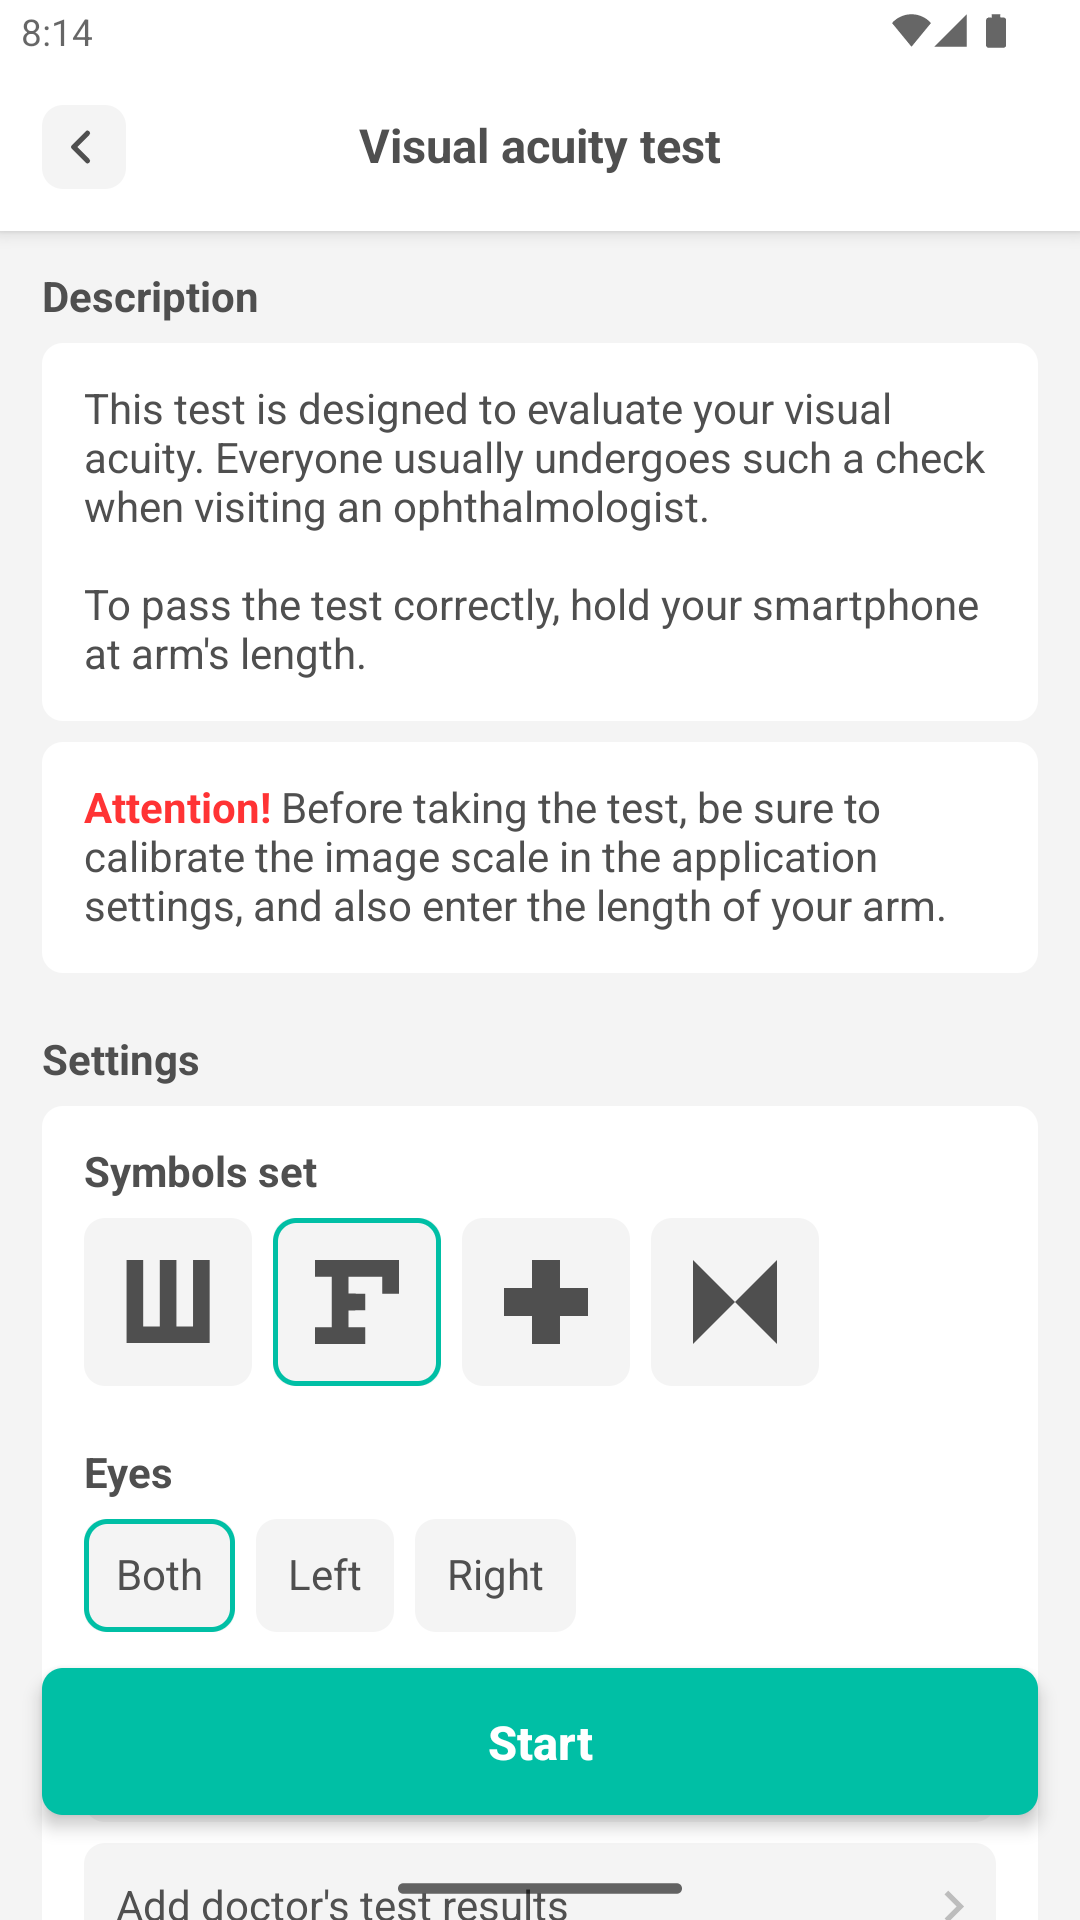 8:14
Visual acuity test
Description
This test is designed to evaluate your visual
acuity. Everyone usually undergoes such a check
when visiting an ophthalmologist.
To pass the test correctly, hold your smartphone
at arm's length.
Attention! Before taking the test, be sure to
calibrate the image scale in the application
settings, and also enter the length of your arm.
Settings
Symbols set
Ш F
Eyes
Both Left Right
Start
Add doctor's test results